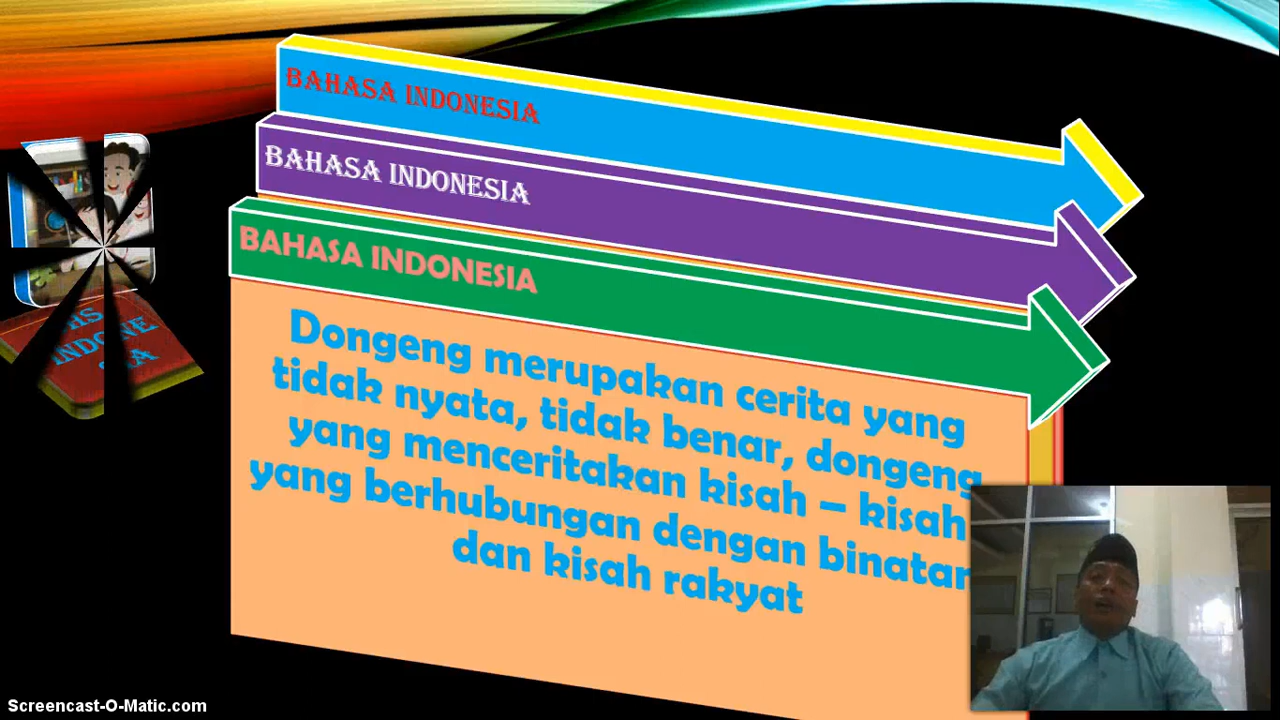 BAHASA INDONESIA
BAHASA INDONESIA
BAHASA INDONESIA
Dongeng merupakan cerita yang
tidak nyata, tidak benar, dongeng
yang menceritakan kisah – kisah
yang berhubungan dengan
dan kisah rakyat
Screencast-O-Matic.com